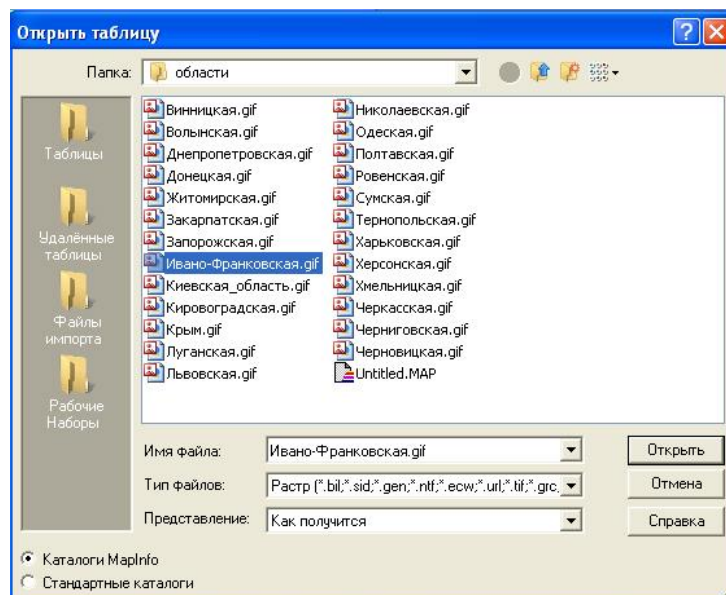 Открыть таблицу
Папка: области
Таблицы
Удалённые
таблицы
Файлы
импорта
Рабочие
Наборы
Винницкая.gif
Волынская.gif
Днепропетровская.gif
Донецкая.gif
Житомирская.gif
Закарпатская.gif
Запорожская.gif
Ивано-Франковская.gif
Киевская_область.gif
Кировоградская.gif
Крым.gif
Луганская.gif
Львовская.gif
Николаевская.gif
Одеская.gif
Полтавская.gif
Ровенская.gif
Сумская.gif
Тернопольская.gif
Харьковская.gif
Херсонская.gif
Хмельницкая.gif
Черкасская.gif
Черниговская.gif
Черновицкая.gif
Untitled.MAP
Имя файла: Ивано-Франковская.gif Открыть
Тип файлов: Растр (*.bil;*.sid;*.gen;*.ntf;*.ecw;*.url;*.tif;*.grc, Отмена
Представление: Как получится Справка
Каталоги MapInfo
Стандартные каталоги